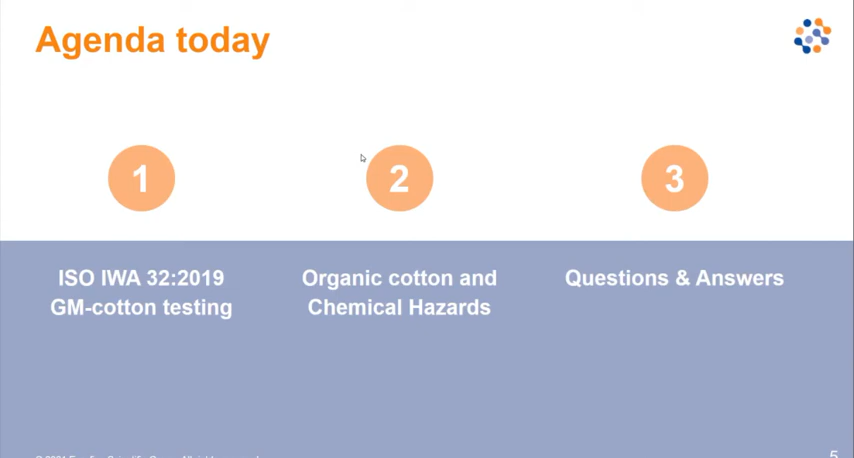 Agenda today
1
2
3
ISO IWA 32:2019
GM-cotton testing
Organic cotton and
Chemical Hazards
Questions & Answers
5